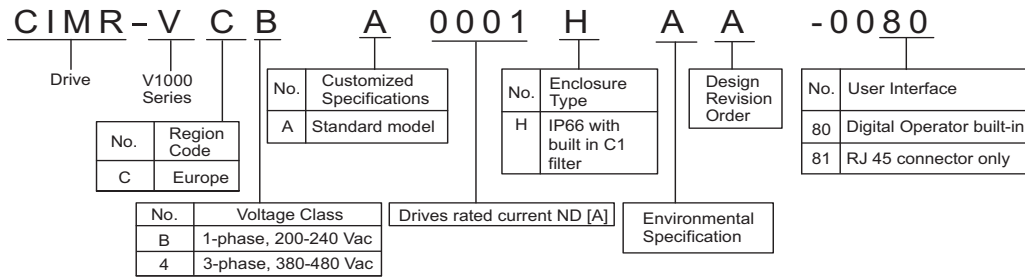 CIMR-V C B A 0001 H A A -0080
Drive
V1000
Series
No. Region
Code
C Europe
No. Voltage Class
B 1-phase, 200-240 Vac
4 3-phase, 380-480 Vac
No. Customized
Specifications
A Standard model
Drives rated current ND [A]
No. Enclosure
Type
H IP66 with
built in C1
filter
Environmental
Specification
Design
Revision
Order
No. User Interface
80 Digital Operator built-in
81 RJ 45 connector only